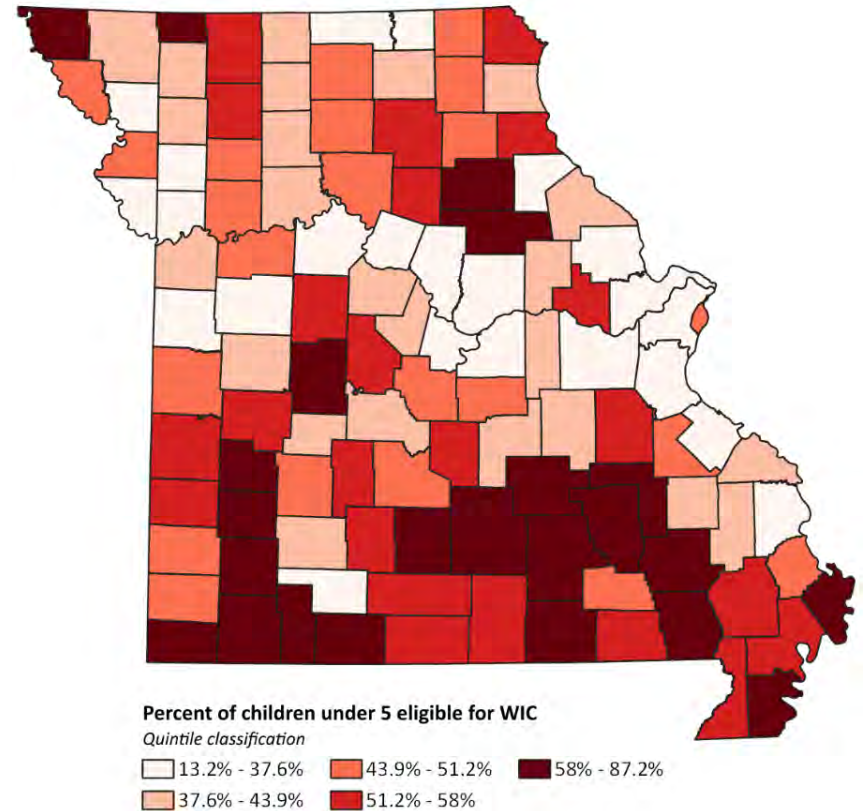 Percent of children under 5 eligible for WIC
Quintile classification
13.2% - 37.6% 43.9% - 51.2% 58% - 87.2%
37.6% - 43.9% 51.2% - 58%